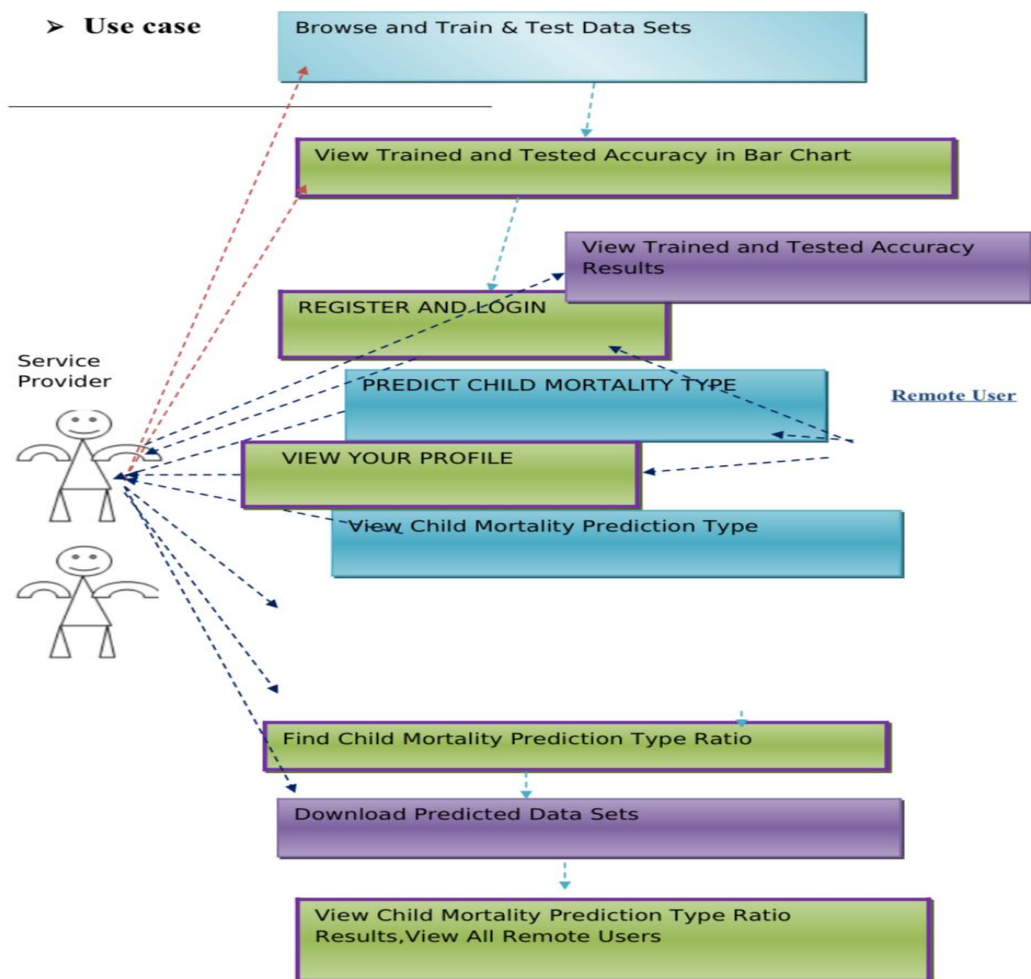 ➢ Use case
Browse and Train & Test Data Sets
View Trained and Tested Accuracy in Bar Chart
View Trained and Tested Accuracy
Results
REGISTER AND LOGIN
Service
Provider
PREDICT CHILD MORTALITY TYPE
Remote User
VIEW YOUR PROFILE
View Child Mortality Prediction Type
Find Child Mortality Prediction Type Ratio
Download Predicted Data Sets
View Child Mortality Prediction Type Ratio
Results,View All Remote Users